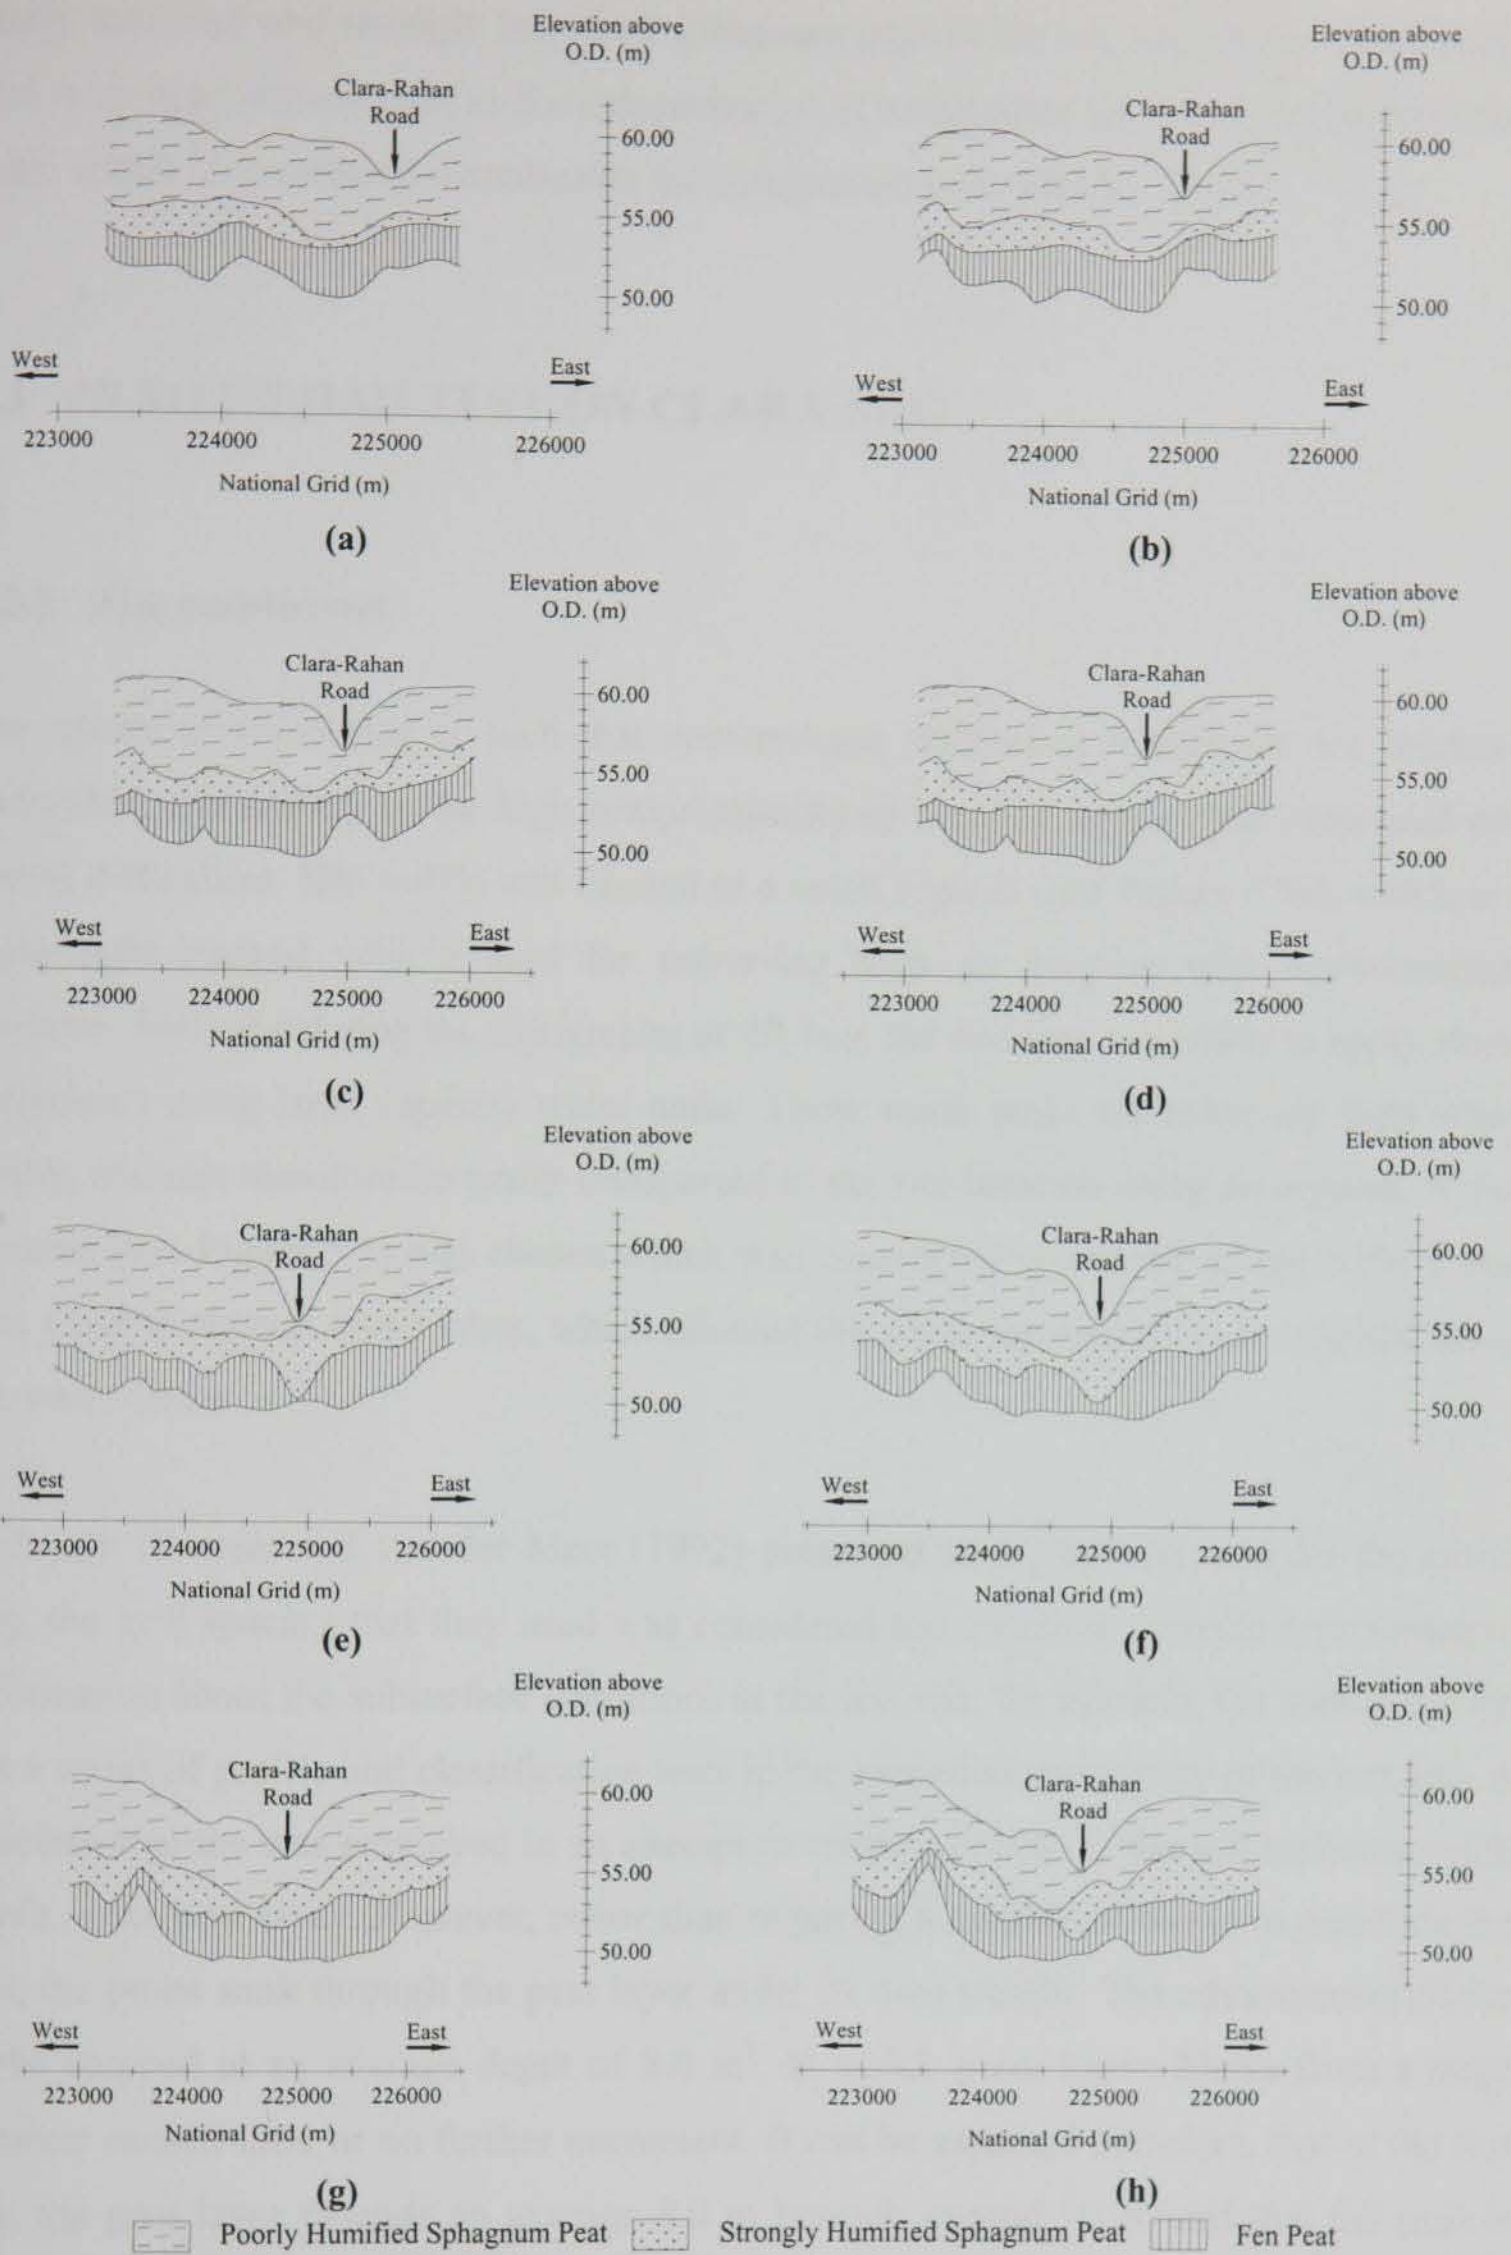 Elevation above
O.D. (m)
Clara-Rahan
Road
60.00
55.00
50.00
West
East
223000 224000 225000 226000
National Grid (m)
(a)
Elevation above
O.D. (m)
Clara-Rahan
Road
60.00
55.00
50.00
West
East
223000 224000 225000 226000
National Grid (m)
(b)
Elevation above
O.D. (m)
Clara-Rahan
Road
60.00
55.00
50.00
West
East
223000 224000 225000 226000
National Grid (m)
(c)
Elevation above
O.D. (m)
Clara-Rahan
Road
60.00
55.00
50.00
West
East
223000 224000 225000 226000
National Grid (m)
(d)
Elevation above
O.D. (m)
Clara-Rahan
Road
60.00
55.00
50.00
West
East
223000 224000 225000 226000
National Grid (m)
(e)
Elevation above
O.D. (m)
Clara-Rahan
Road
60.00
55.00
50.00
West
East
223000 224000 225000 226000
National Grid (m)
(f)
Elevation above
O.D. (m)
Clara-Rahan
Road
60.00
55.00
50.00
West
East
223000 224000 225000 226000
National Grid (m)
(g)
Elevation above
O.D. (m)
Clara-Rahan
Road
60.00
55.00
50.00
West
East
223000 224000 225000 226000
National Grid (m)
(h)
Poorly Humified Sphagnum Peat Strongly Humified Sphagnum Peat Fen Peat